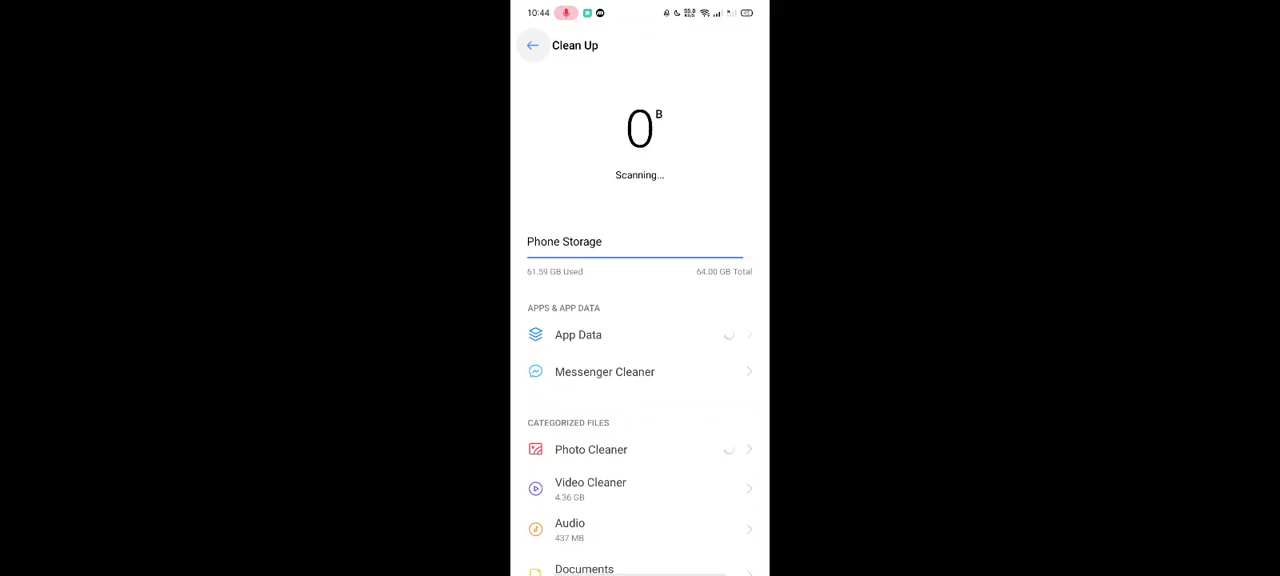 10:44
Clean Up
0 B
Scanning...
Phone Storage
61.59 GB Used
64.00 GB Total
APPS & APP DATA
App Data
Messenger Cleaner
CATEGORIZED FILES
Photo Cleaner
Video Cleaner
4.36 GB
Audio
437 MB
Documents